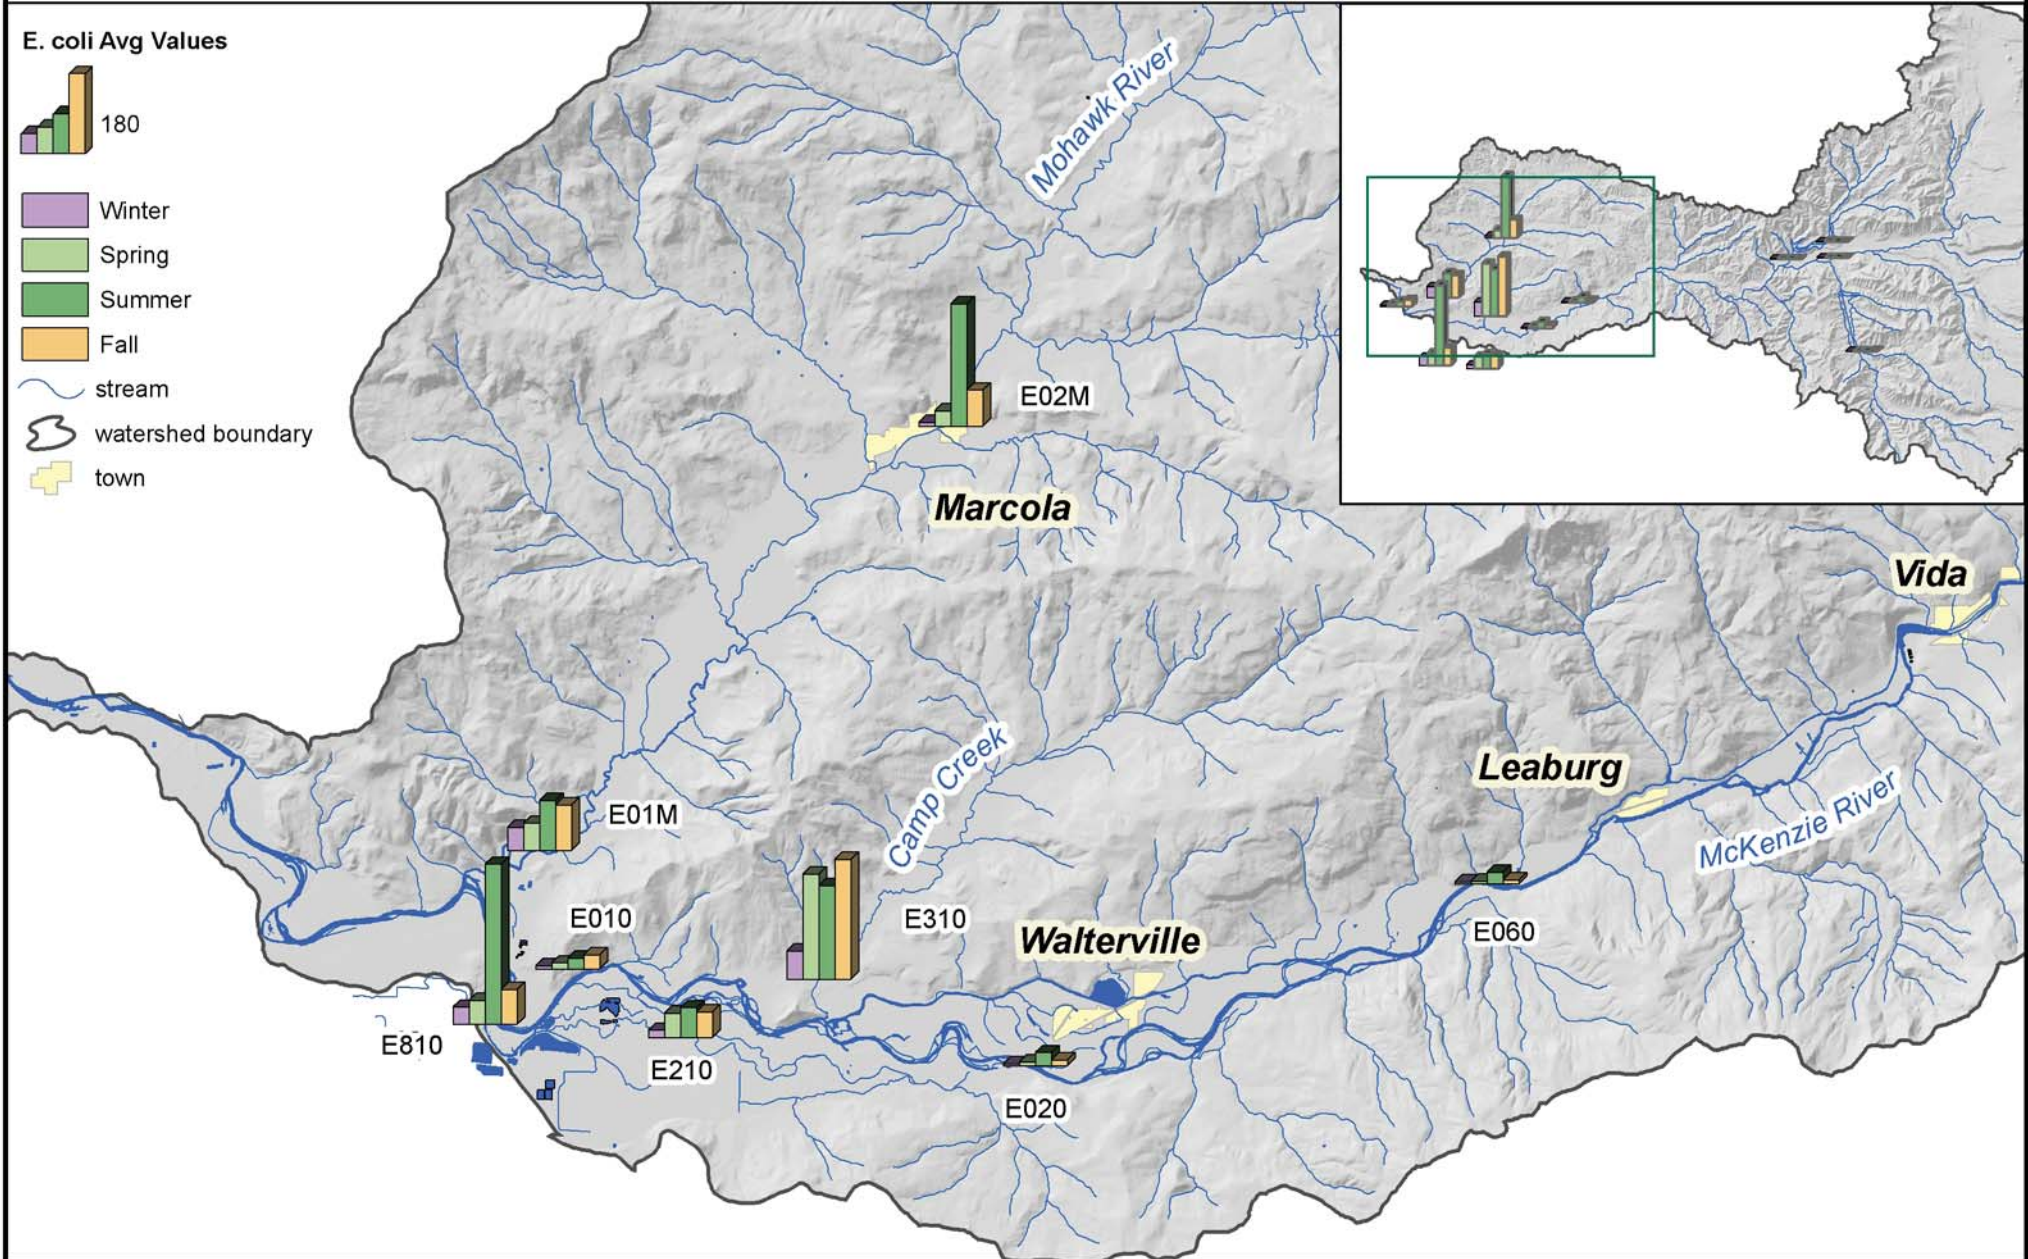 E. coli Avg Values
180
Winter
Spring
Summer
Fall
stream
watershed boundary
town
Mohawk River
E02M
Marcola
Vida
Leaburg
McKenzie River
Camp Creek
E01M
E010
E310
Walterville
E060
E810
E210
E020